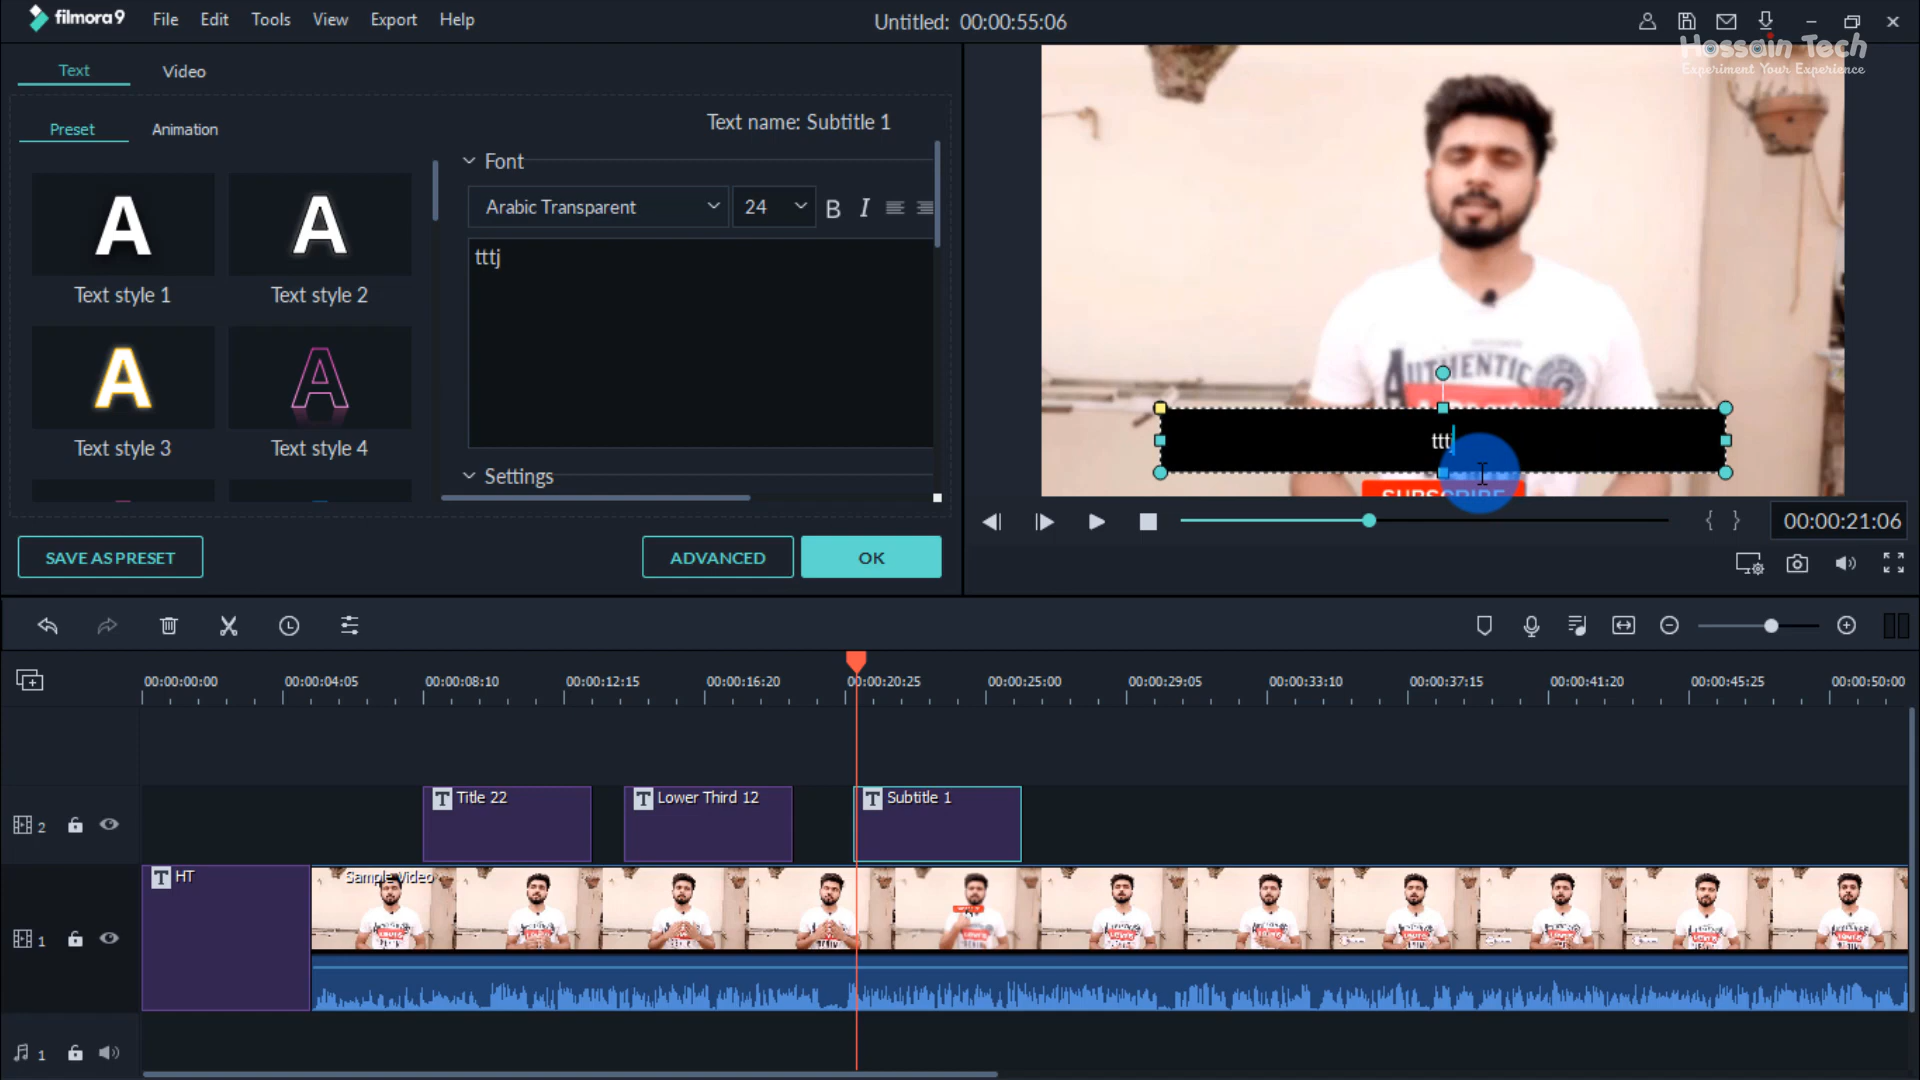 filmora9 File Edit Tools View Export Help
Untitled: 00:00:55:06
Hossain Tech
Experiment Your Experience
Text Video
Preset Animation
Text name: Subtitle 1
Font
Arabic Transparent 24 B I
tttj
A A
Text style 1 Text style 2
A A
Text style 3 Text style 4
Settings
SAVE AS PRESET ADVANCED OK
AUTHENTIC
ttt
SUBSCRIBE
{ } 00:00:21:06
00:00:00:00 00:00:04:05 00:00:08:10 00:00:12:15 00:00:16:20 00:00:20:25 00:00:25:00 00:00:29:05 00:00:33:10 00:00:37:15 00:00:41:20 00:00:45:25 00:00:50:00
2 T Title 22 T Lower Third 12 T Subtitle 1
T HT Sample Video
1
1